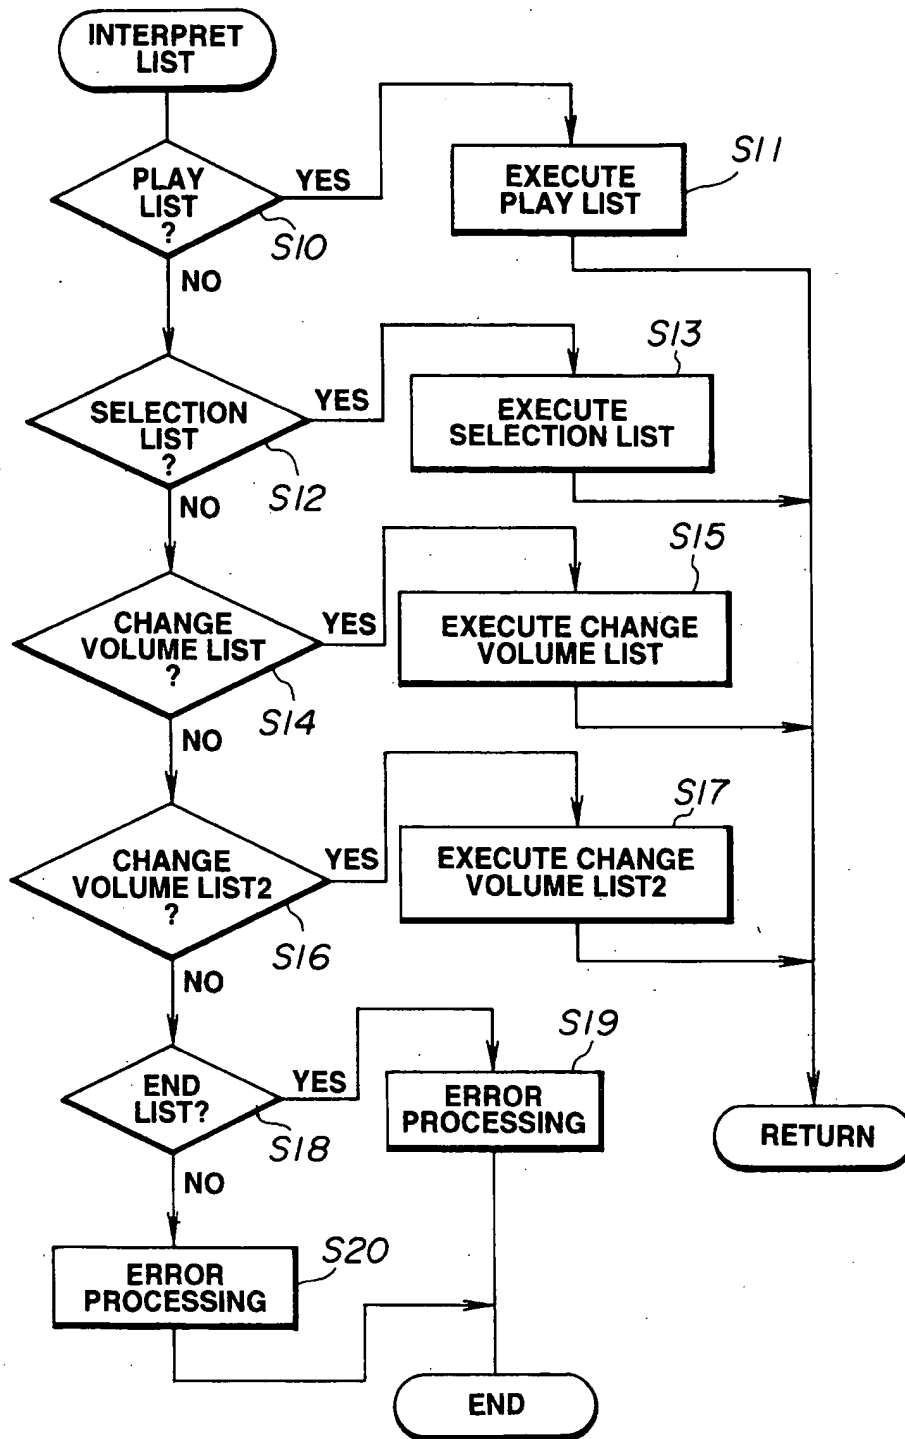 INTERPRET
LIST
PLAY
LIST
?
YES
S10
NO
EXECUTE
PLAY LIST
S11
SELECTION
LIST
?
YES
S12
NO
EXECUTE
SELECTION LIST
S13
CHANGE
VOLUME LIST
?
YES
S14
NO
EXECUTE CHANGE
VOLUME LIST
S15
CHANGE
VOLUME LIST2
?
YES
S16
NO
EXECUTE CHANGE
VOLUME LIST2
S17
END
LIST?
YES
S18
NO
ERROR
PROCESSING
S19
RETURN
ERROR
PROCESSING
S20
END